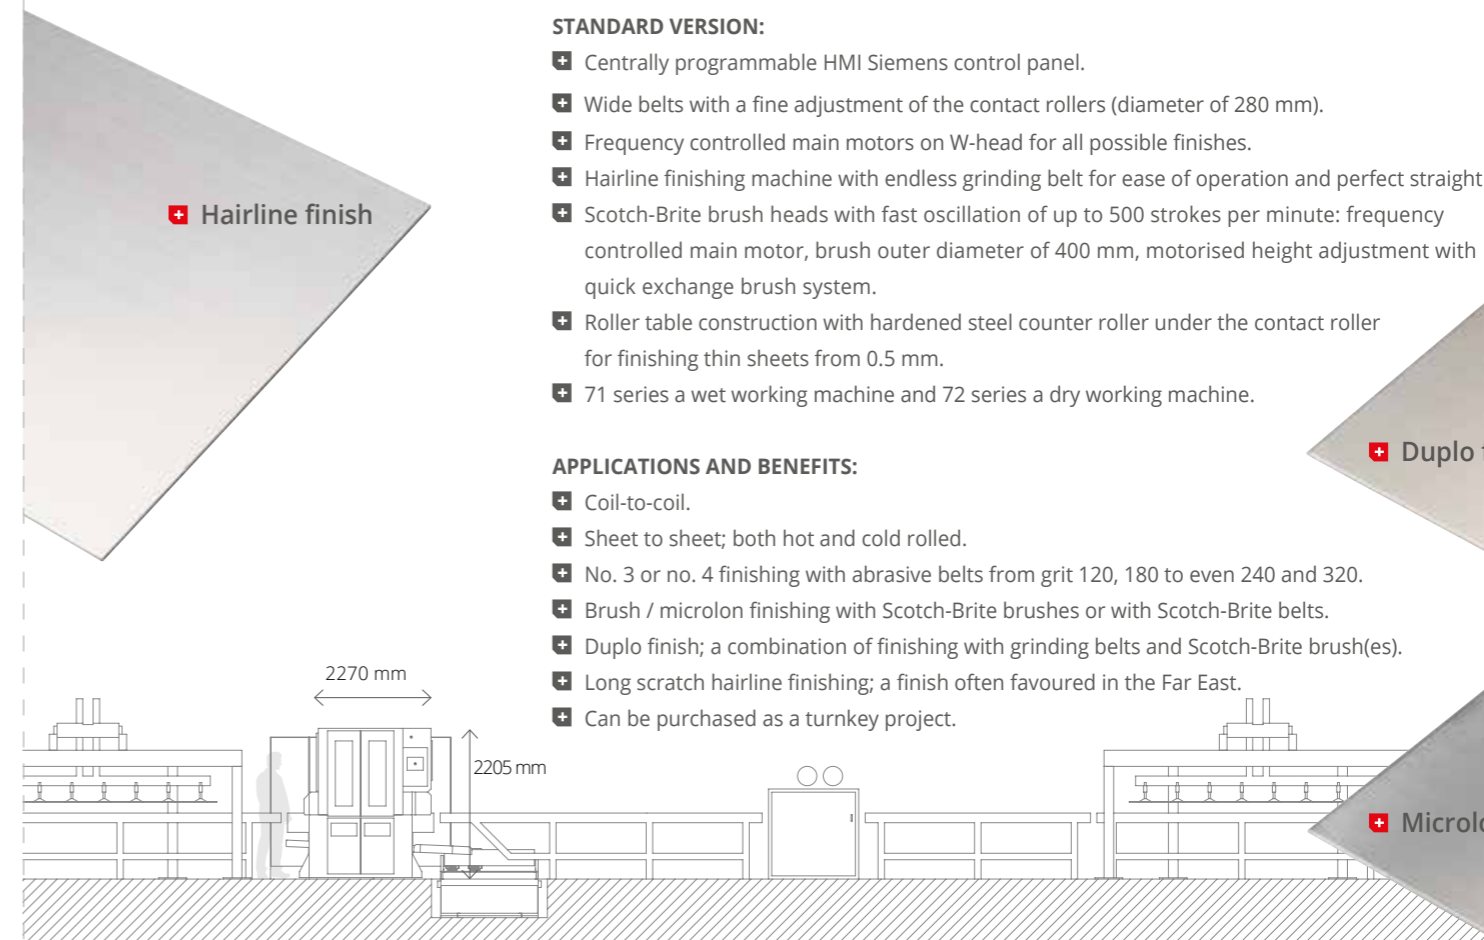 STANDARD VERSION:
Centrally programmable HMI Siemens control panel.
Wide belts with a fine adjustment of the contact rollers (diameter of 280 mm).
Frequency controlled main motors on W-head for all possible finishes.
Hairline finishing machine with endless grinding belt for ease of operation and perfect straight
Scotch-Brite brush heads with fast oscillation of up to 500 strokes per minute: frequency
controlled main motor, brush outer diameter of 400 mm, motorised height adjustment with
quick exchange brush system.
Roller table construction with hardened steel counter roller under the contact roller
for finishing thin sheets from 0.5 mm.
71 series a wet working machine and 72 series a dry working machine.
APPLICATIONS AND BENEFITS:
Coil-to-coil.
Sheet to sheet; both hot and cold rolled.
No. 3 or no. 4 finishing with abrasive belts from grit 120, 180 to even 240 and 320.
Brush / microlon finishing with Scotch-Brite brushes or with Scotch-Brite belts.
Duplo finish; a combination of finishing with grinding belts and Scotch-Brite brush(es).
Long scratch hairline finishing; a finish often favoured in the Far East.
Can be purchased as a turnkey project.
Hairline finish
Duplo
2270 mm
2205 mm